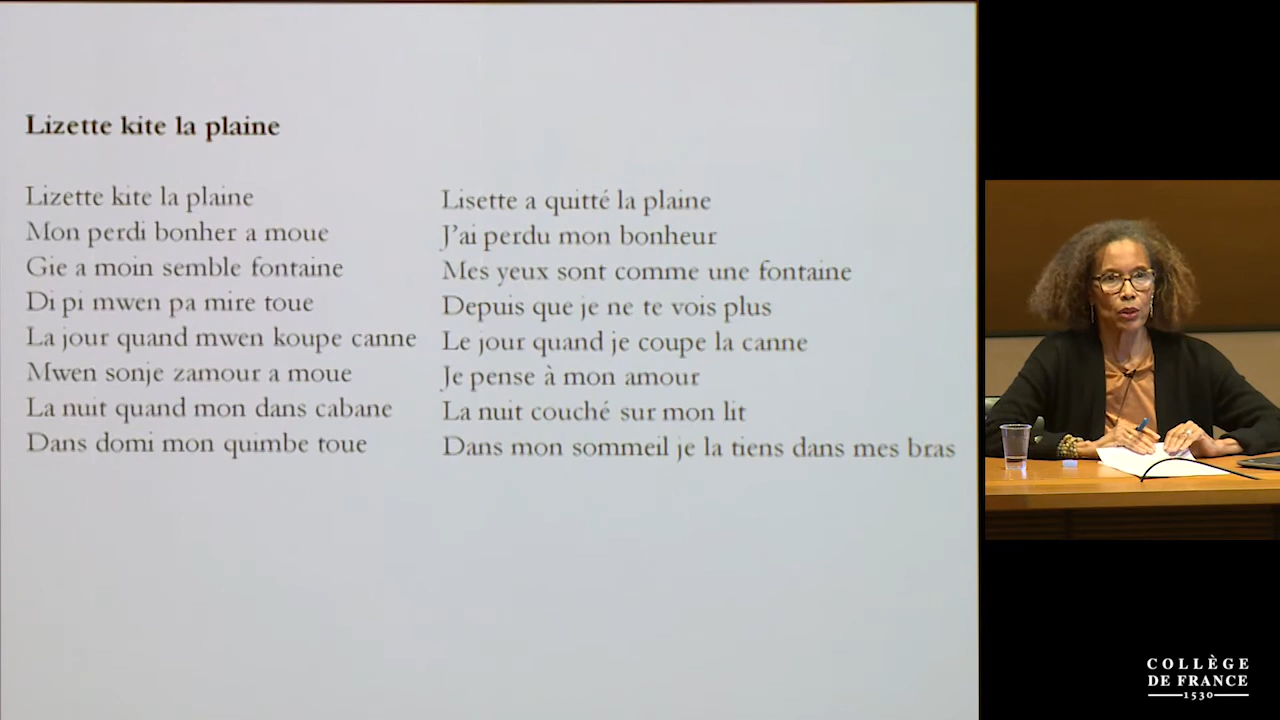 Lizette kite la plaine
Lizette kite la plaine
Mon perdi bonher a moue
Gie a moin semble fontaine
Di pi mwen pa mire toue
La jour quand mwen koupe canne
Mwen sonje zamour a moue
La nuit quand mon dans cabane
Dans domi mon quimbe toue
Lisette a quitté la plaine
J'ai perdu mon bonheur
Mes yeux sont comme une fontaine
Depuis que je ne te vois plus
Le jour quand je coupe la canne
Je pense à mon amour
La nuit couché sur mon lit
Dans mon sommeil je la tiens dans mes bras
COLLÈGE
DE FRANCE
1530